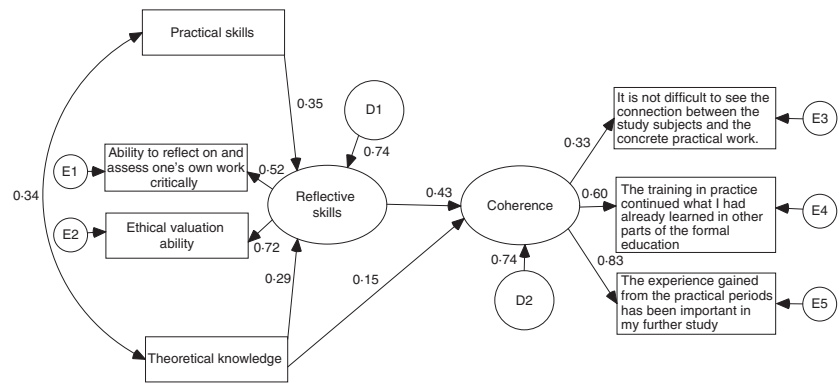 Practical skills
0·35
D1
0·74
It is not difficult to see the
connection between the
study subjects and the
concrete practical work.
E3
0·33
E1
Ability to reflect on and
assess one's own work
critically
0·52
0·34
Reflective
skills
0·43
Coherence
0·60
The training in practice
continued what I had
already learned in other
parts of the formal
education
E4
E2
Ethical valuation
ability
0·72
0·29
0·15
0·74
D2
0·83
The experience gained
from the practical periods
has been important in
my further study
E5
Theoretical knowledge